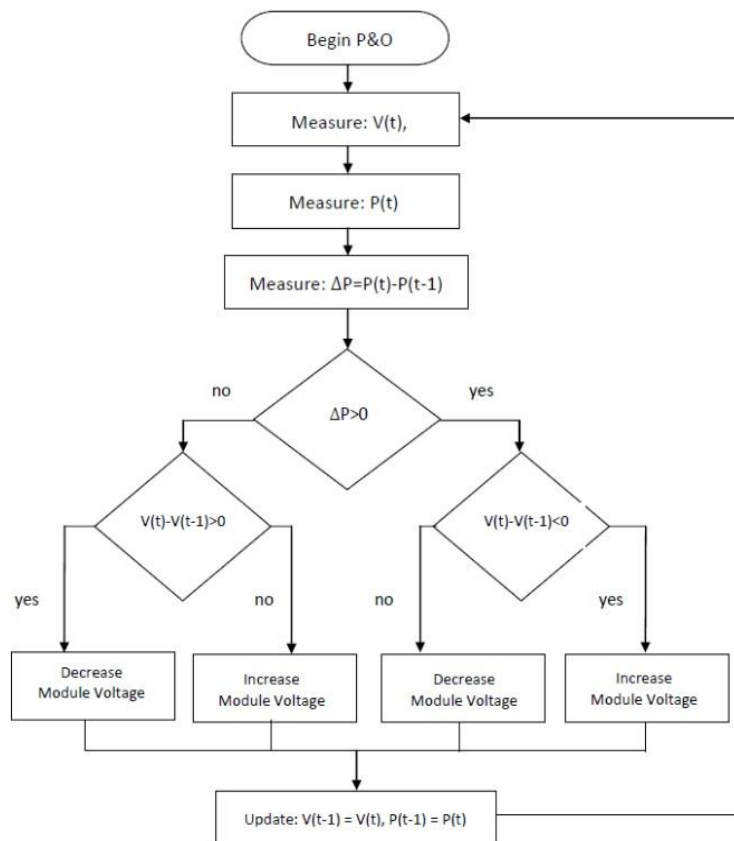 Begin P&O
Measure: V(t),
Measure: P(t)
Measure: ΔP=P(t)-P(t-1)
no
yes
ΔP>0
V(t)-V(t-1)>0
V(t)-V(t-1)<0
yes
no
no
yes
Decrease
Module Voltage
Increase
Module Voltage
Decrease
Module Voltage
Increase
Module Voltage
Update: V(t-1) = V(t), P(t-1) = P(t)